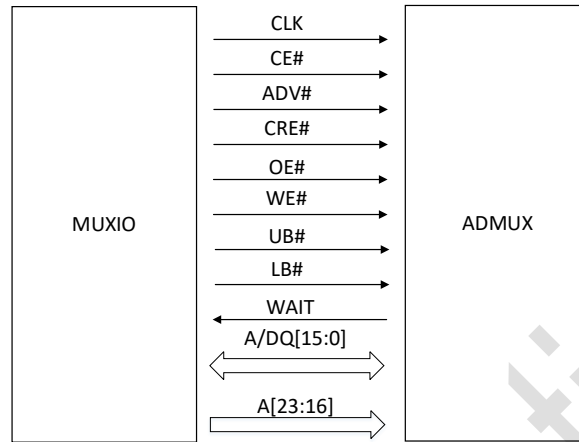 CLK
CE#
ADV#
CRE#
OE#
WE#
MUXIO
ADMUX
UB#
LB#
WAIT
A/DQ[15:0]
A[23:16]